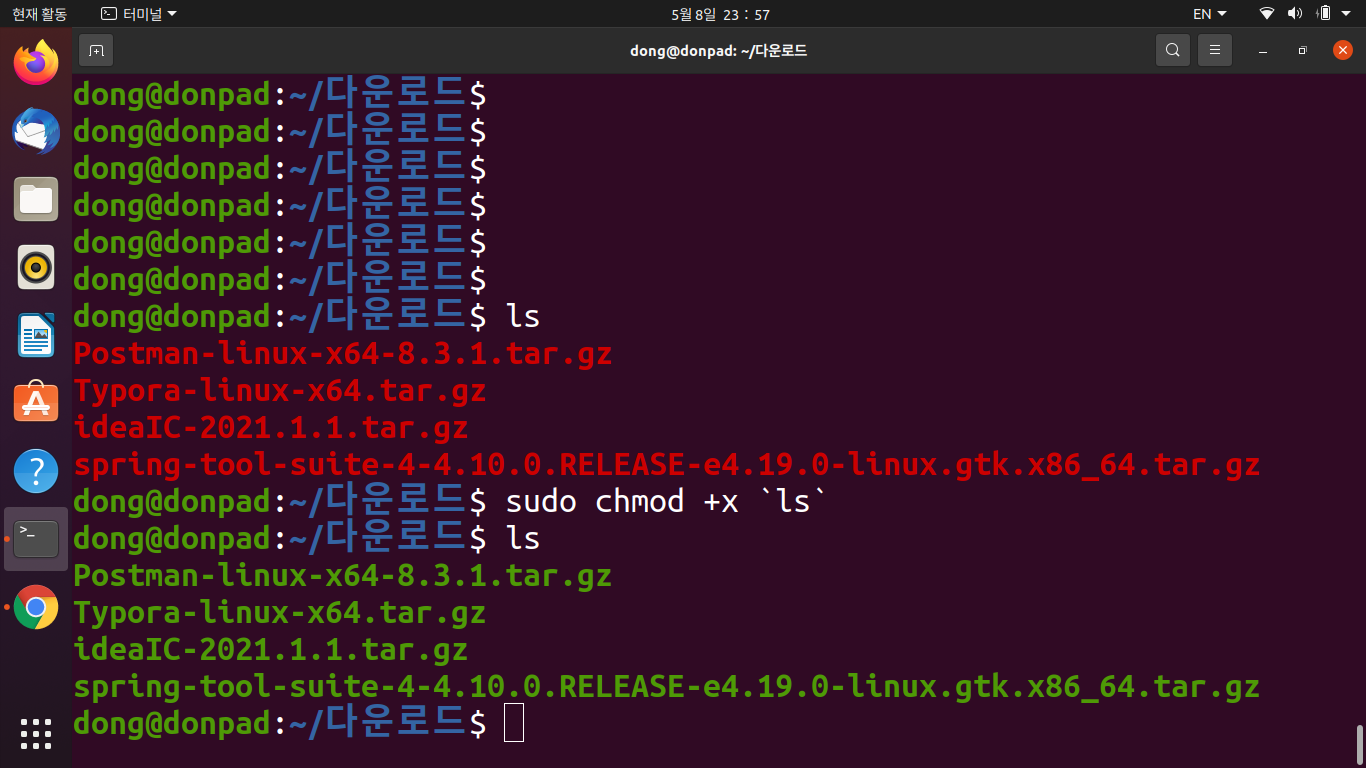 현재 활동 터미널 5월 8일 23 : 57 EN
dong@donpad: ~/다운로드
dong@donpad:~/다운로드$
dong@donpad:~/다운로드$
dong@donpad:~/다운로드$
dong@donpad:~/다운로드$
dong@donpad:~/다운로드$
dong@donpad:~/다운로드$
dong@donpad:~/다운로드$ ls
Postman-linux-x64-8.3.1.tar.gz
Typora-linux-x64.tar.gz
ideaIC-2021.1.1.tar.gz
spring-tool-suite-4-4.10.0.RELEASE-e4.19.0-linux.gtk.x86_64.tar.gz
dong@donpad:~/다운로드$ sudo chmod +x `ls`
dong@donpad:~/다운로드$ ls
Postman-linux-x64-8.3.1.tar.gz
Typora-linux-x64.tar.gz
ideaIC-2021.1.1.tar.gz
spring-tool-suite-4-4.10.0.RELEASE-e4.19.0-linux.gtk.x86_64.tar.gz
dong@donpad:~/다운로드$